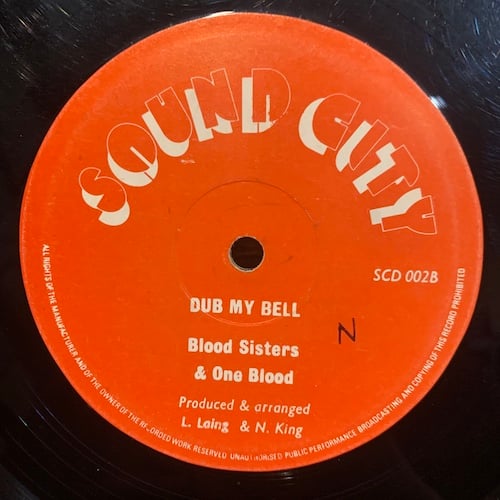 SOUND CITY
SCD 002B
DUB MY BELL
N
Blood Sisters
& One Blood
Produced & arranged
L. Laing & N. King
ALL RIGHTS OF THE MANUFACTURER AND OF THE OWNER OF THE RECORDED WORK RESERVED UNAUTHORISED PUBLIC PERFORMANCE BROADCASTING AND COPYING OF THIS RECORD PROHIBITED